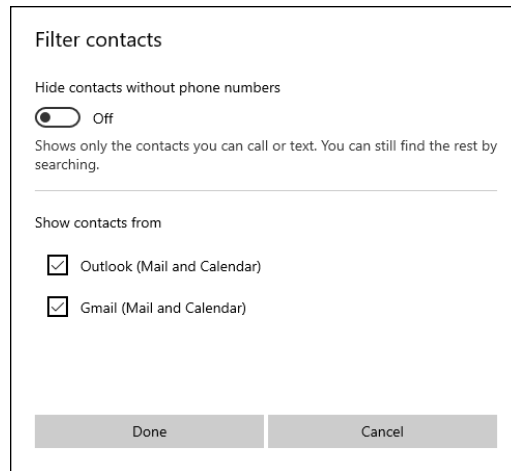 Filter contacts
Hide contacts without phone numbers
Off
Shows only the contacts you can call or text. You can still find the rest by
searching.
Show contacts from
Outlook (Mail and Calendar)
Gmail (Mail and Calendar)
Done
Cancel